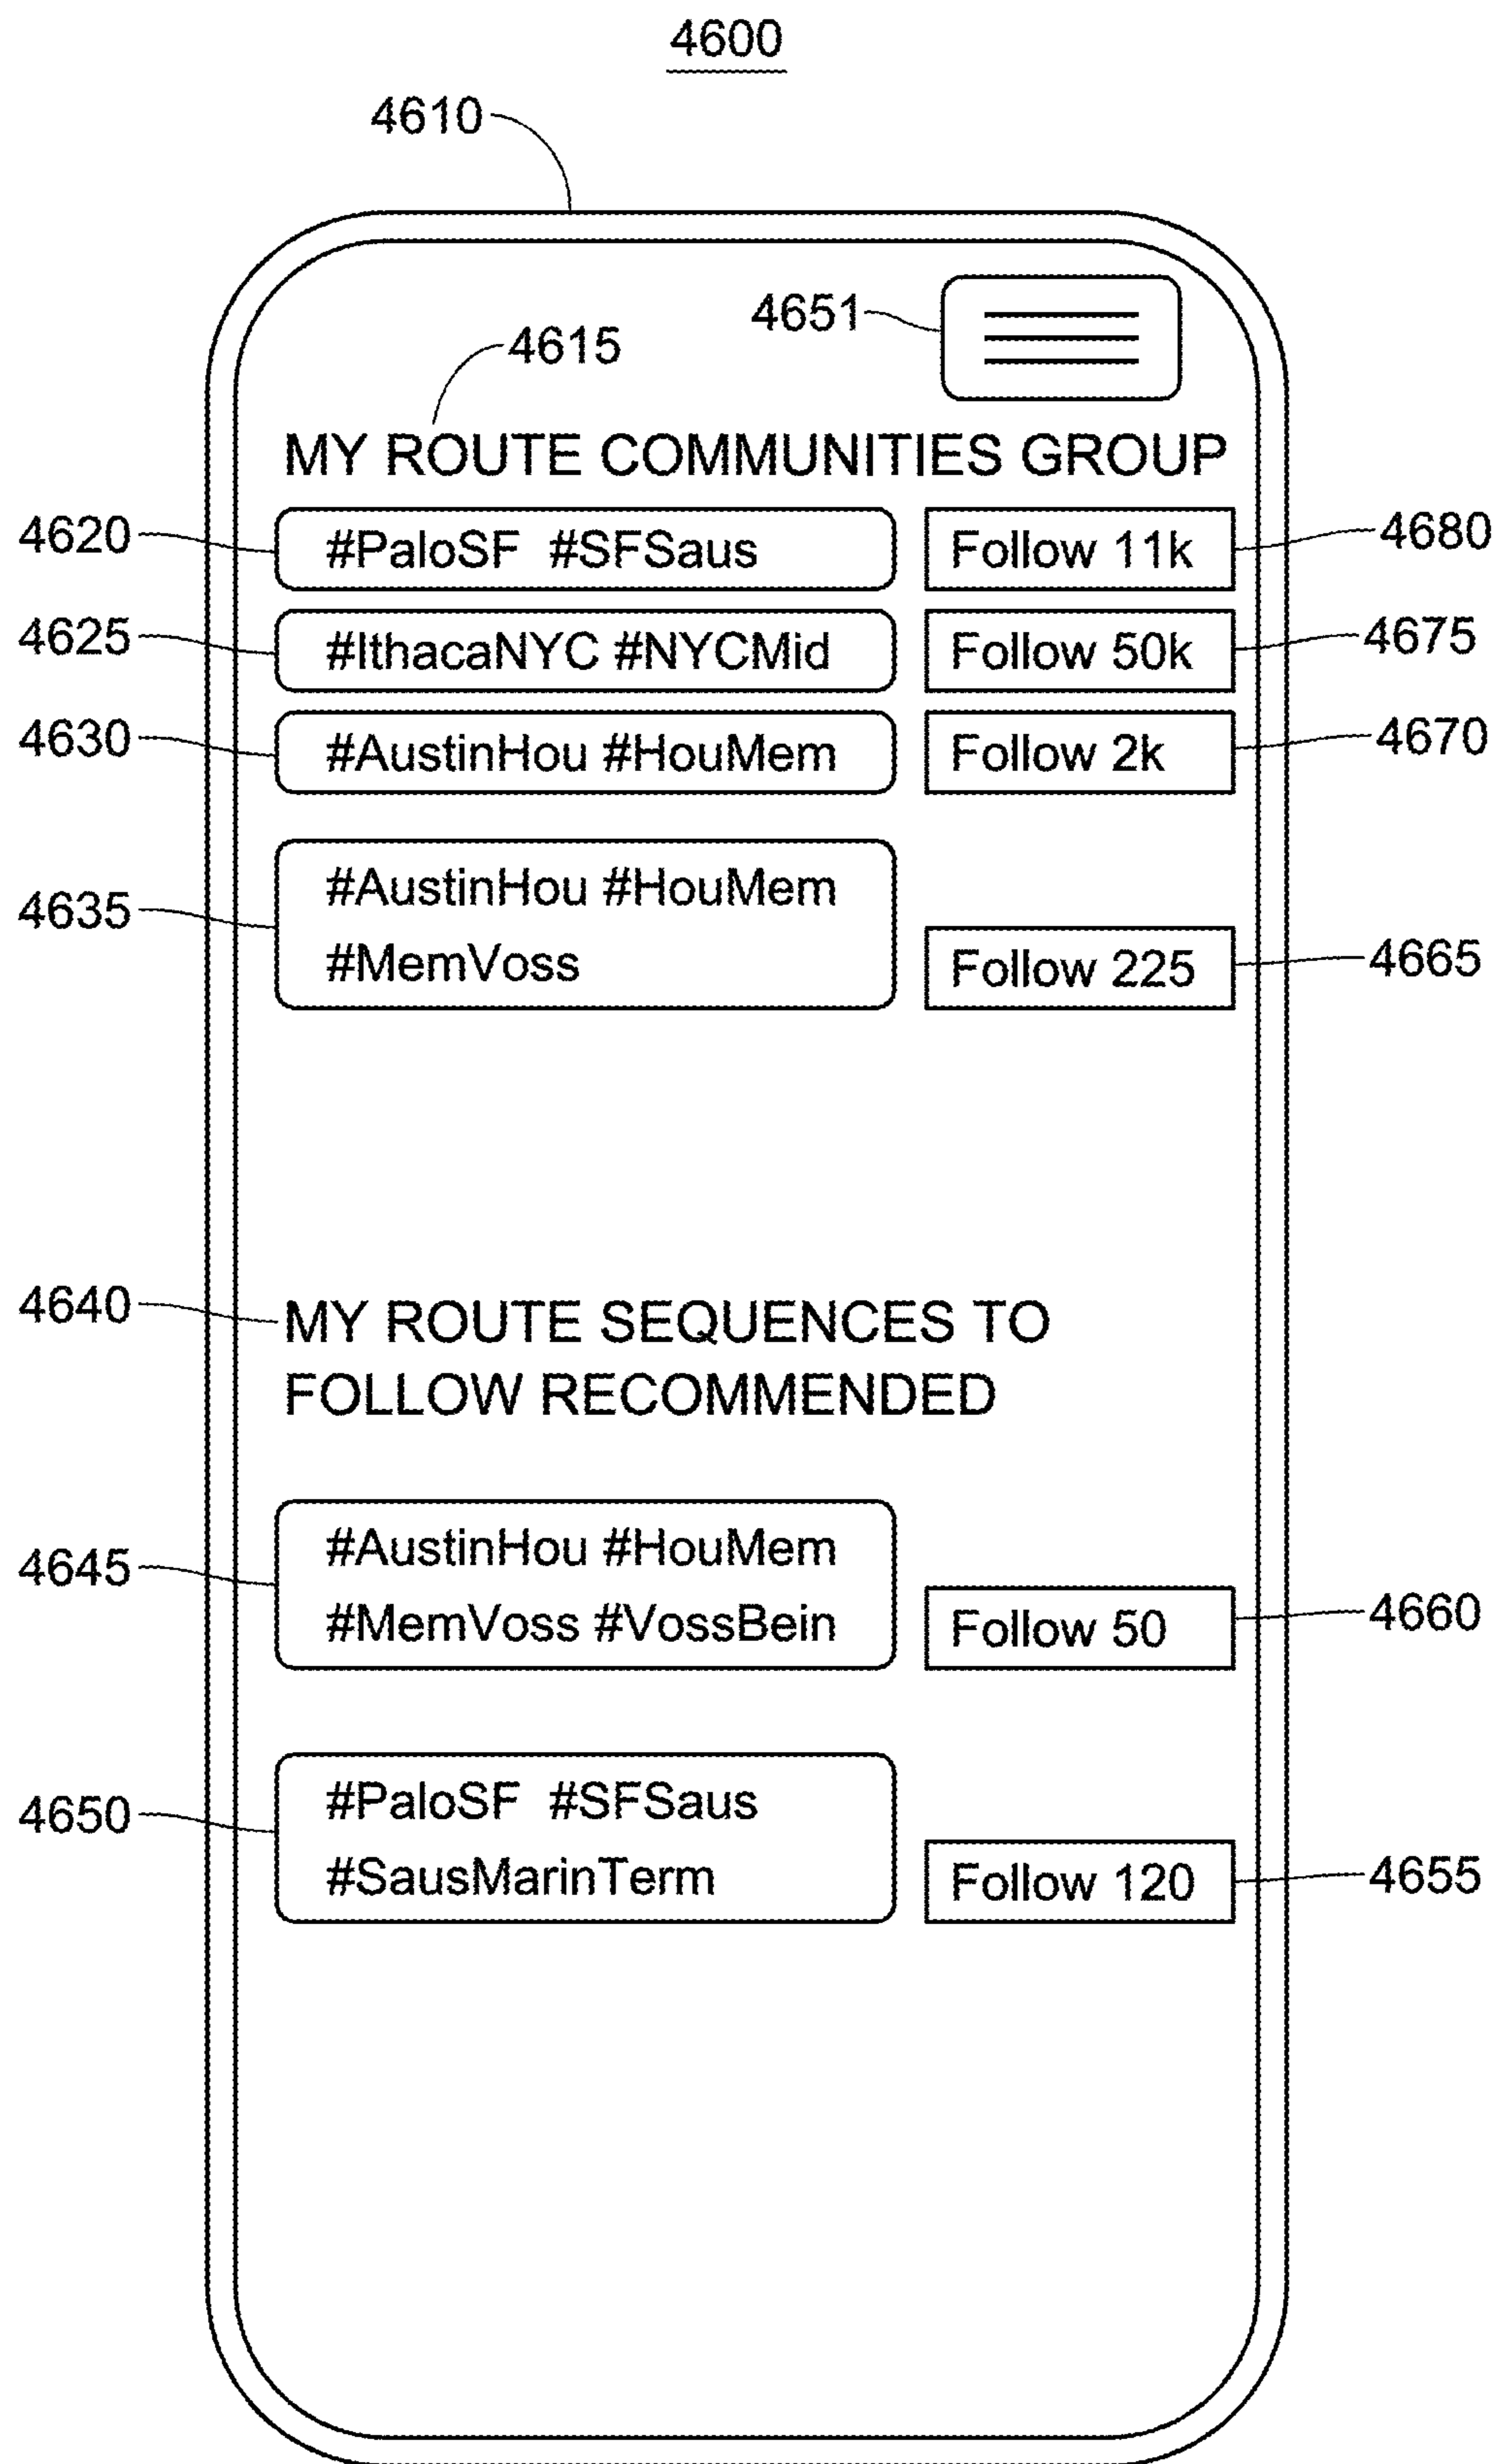 4600
4610
4651
4615
MY ROUTE COMMUNITIES GROUP
4620 #PaloSF #SFSaus Follow 11k 4680
4625 #IthacaNYC #NYCMid Follow 50k 4675
4630 #AustinHou #HouMem Follow 2k 4670
4635 #AustinHou #HouMem
#MemVoss Follow 225 4665
4640 MY ROUTE SEQUENCES TO
FOLLOW RECOMMENDED
4645 #AustinHou #HouMem
#MemVoss #VossBein Follow 50 4660
4650 #PaloSF #SFSaus
#SausMarinTerm Follow 120 4655